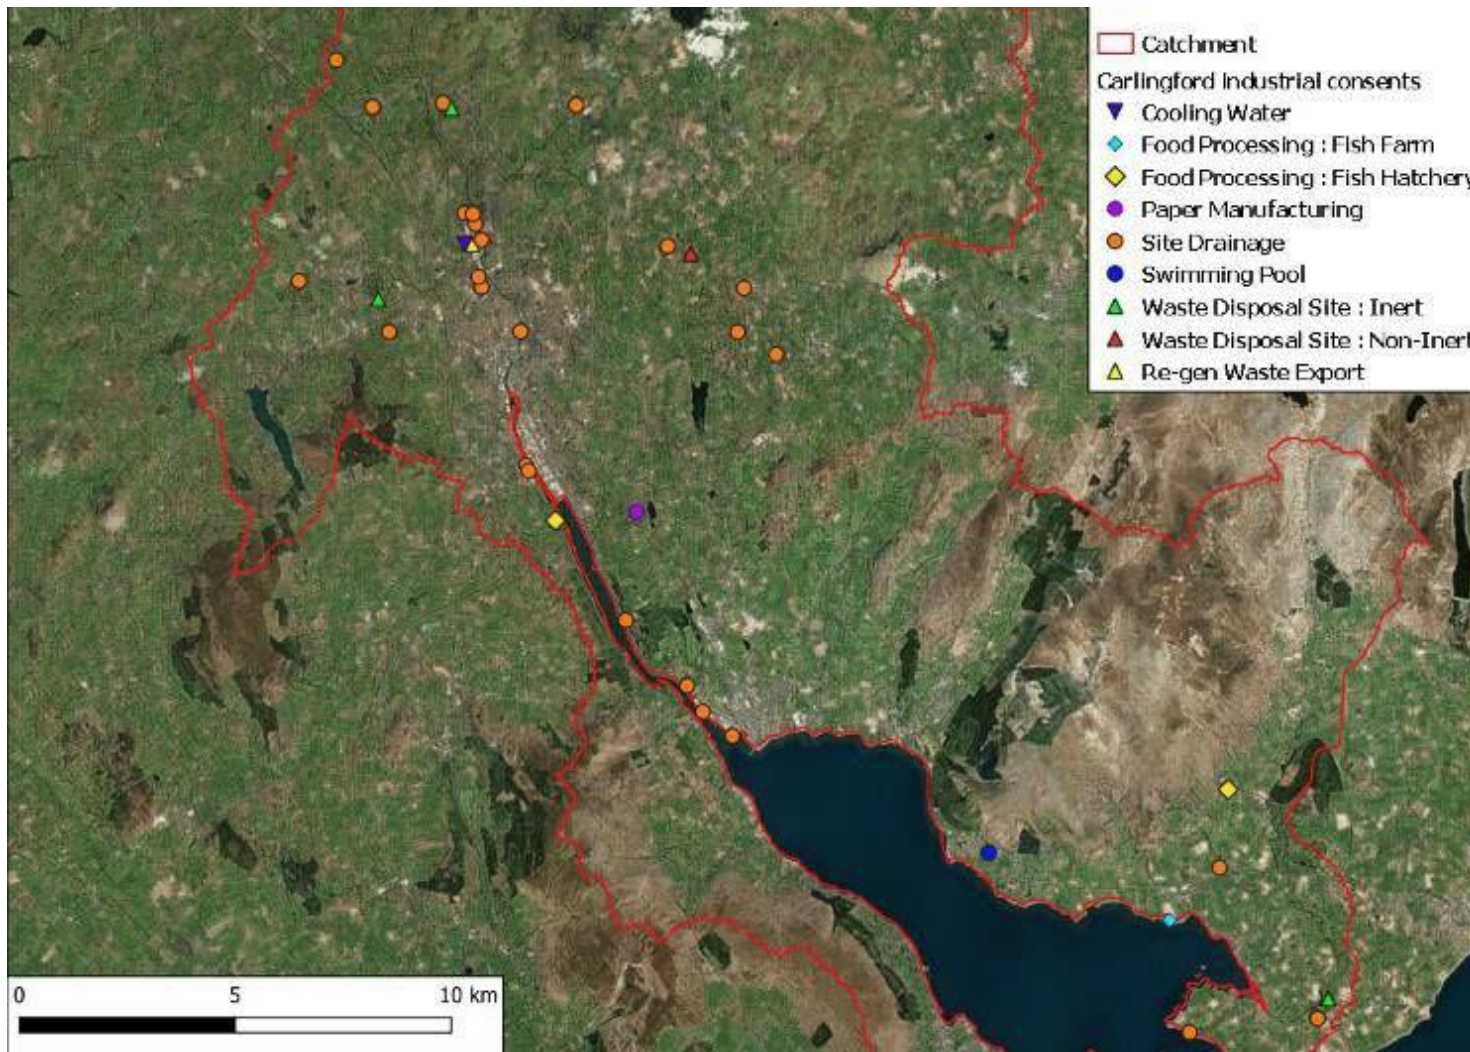 Catchment
Carlingford industrial consents
Cooling Water
Food Processing : Fish Farm
Food Processing : Fish Hatchery
Paper Manufacturing
Site Drainage
Swimming Pool
Waste Disposal Site : Inert
Waste Disposal Site : Non-Inert
Re-gen Waste Export
0 5 10 km